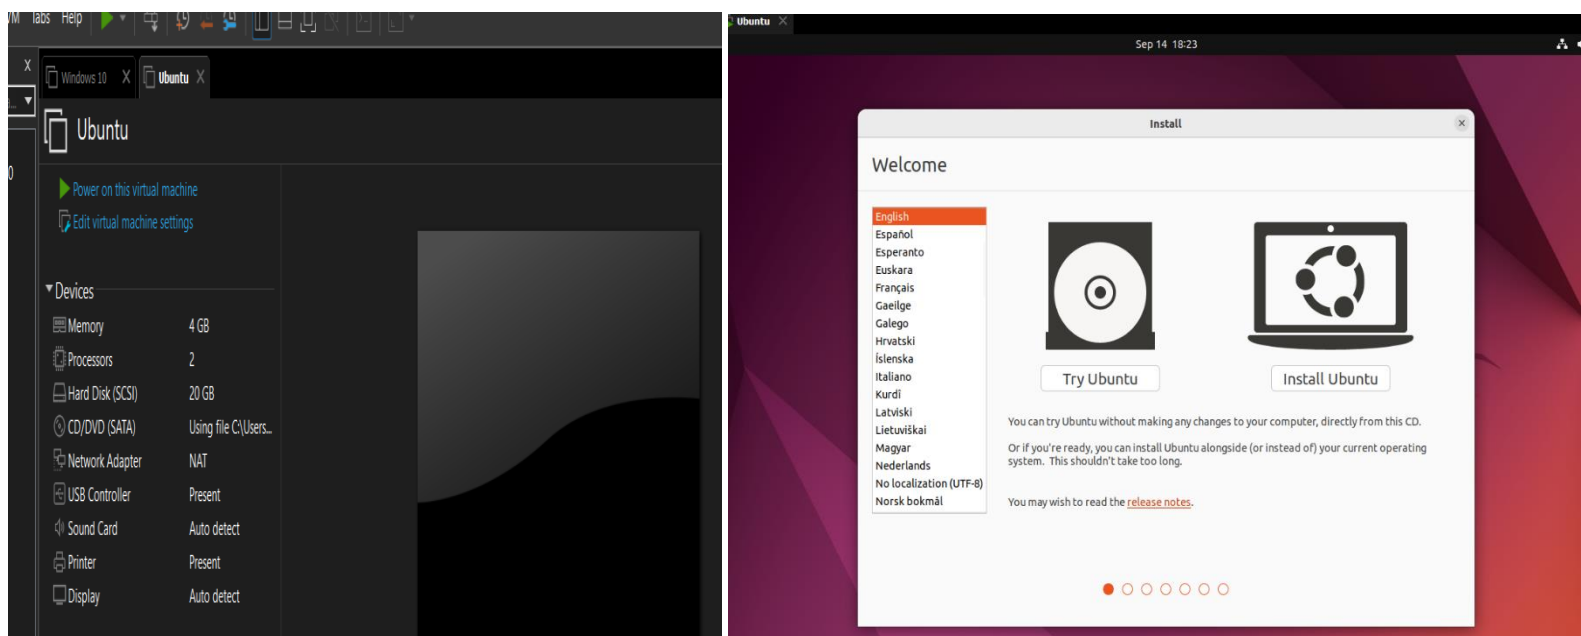 Tabs Help
Windows 10 X
Ubuntu X
Ubuntu
Power on this virtual machine
Edit virtual machine settings
Devices
Memory 4 GB
Processors 2
Hard Disk (SCSI) 20 GB
CD/DVD (SATA) Using file C:\Users...
Network Adapter NAT
USB Controller Present
Sound Card Auto detect
Printer Present
Display Auto detect
Ubuntu
Sep 14 18:23
Install
Welcome
English
Español
Esperanto
Euskara
Français
Gaeilge
Galego
Hrvatski
Íslenska
Italiano
Kurdî
Latviski
Lietuviškai
Magyar
Nederlands
No localization (UTF-8)
Norsk bokmål
Try Ubuntu
Install Ubuntu
You can try Ubuntu without making any changes to your computer, directly from this CD.
Or if you're ready, you can install Ubuntu alongside (or instead of) your current operating
system. This shouldn't take too long.
You may wish to read the release notes.